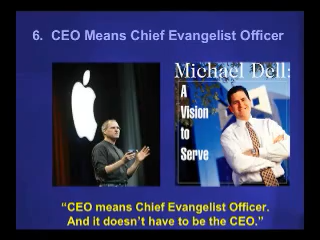 6. CEO Means Chief Evangelist Officer
Michael Dell:
A
Vision
to
Serve
“CEO means Chief Evangelist Officer.
And it doesn’t have to be the CEO.”